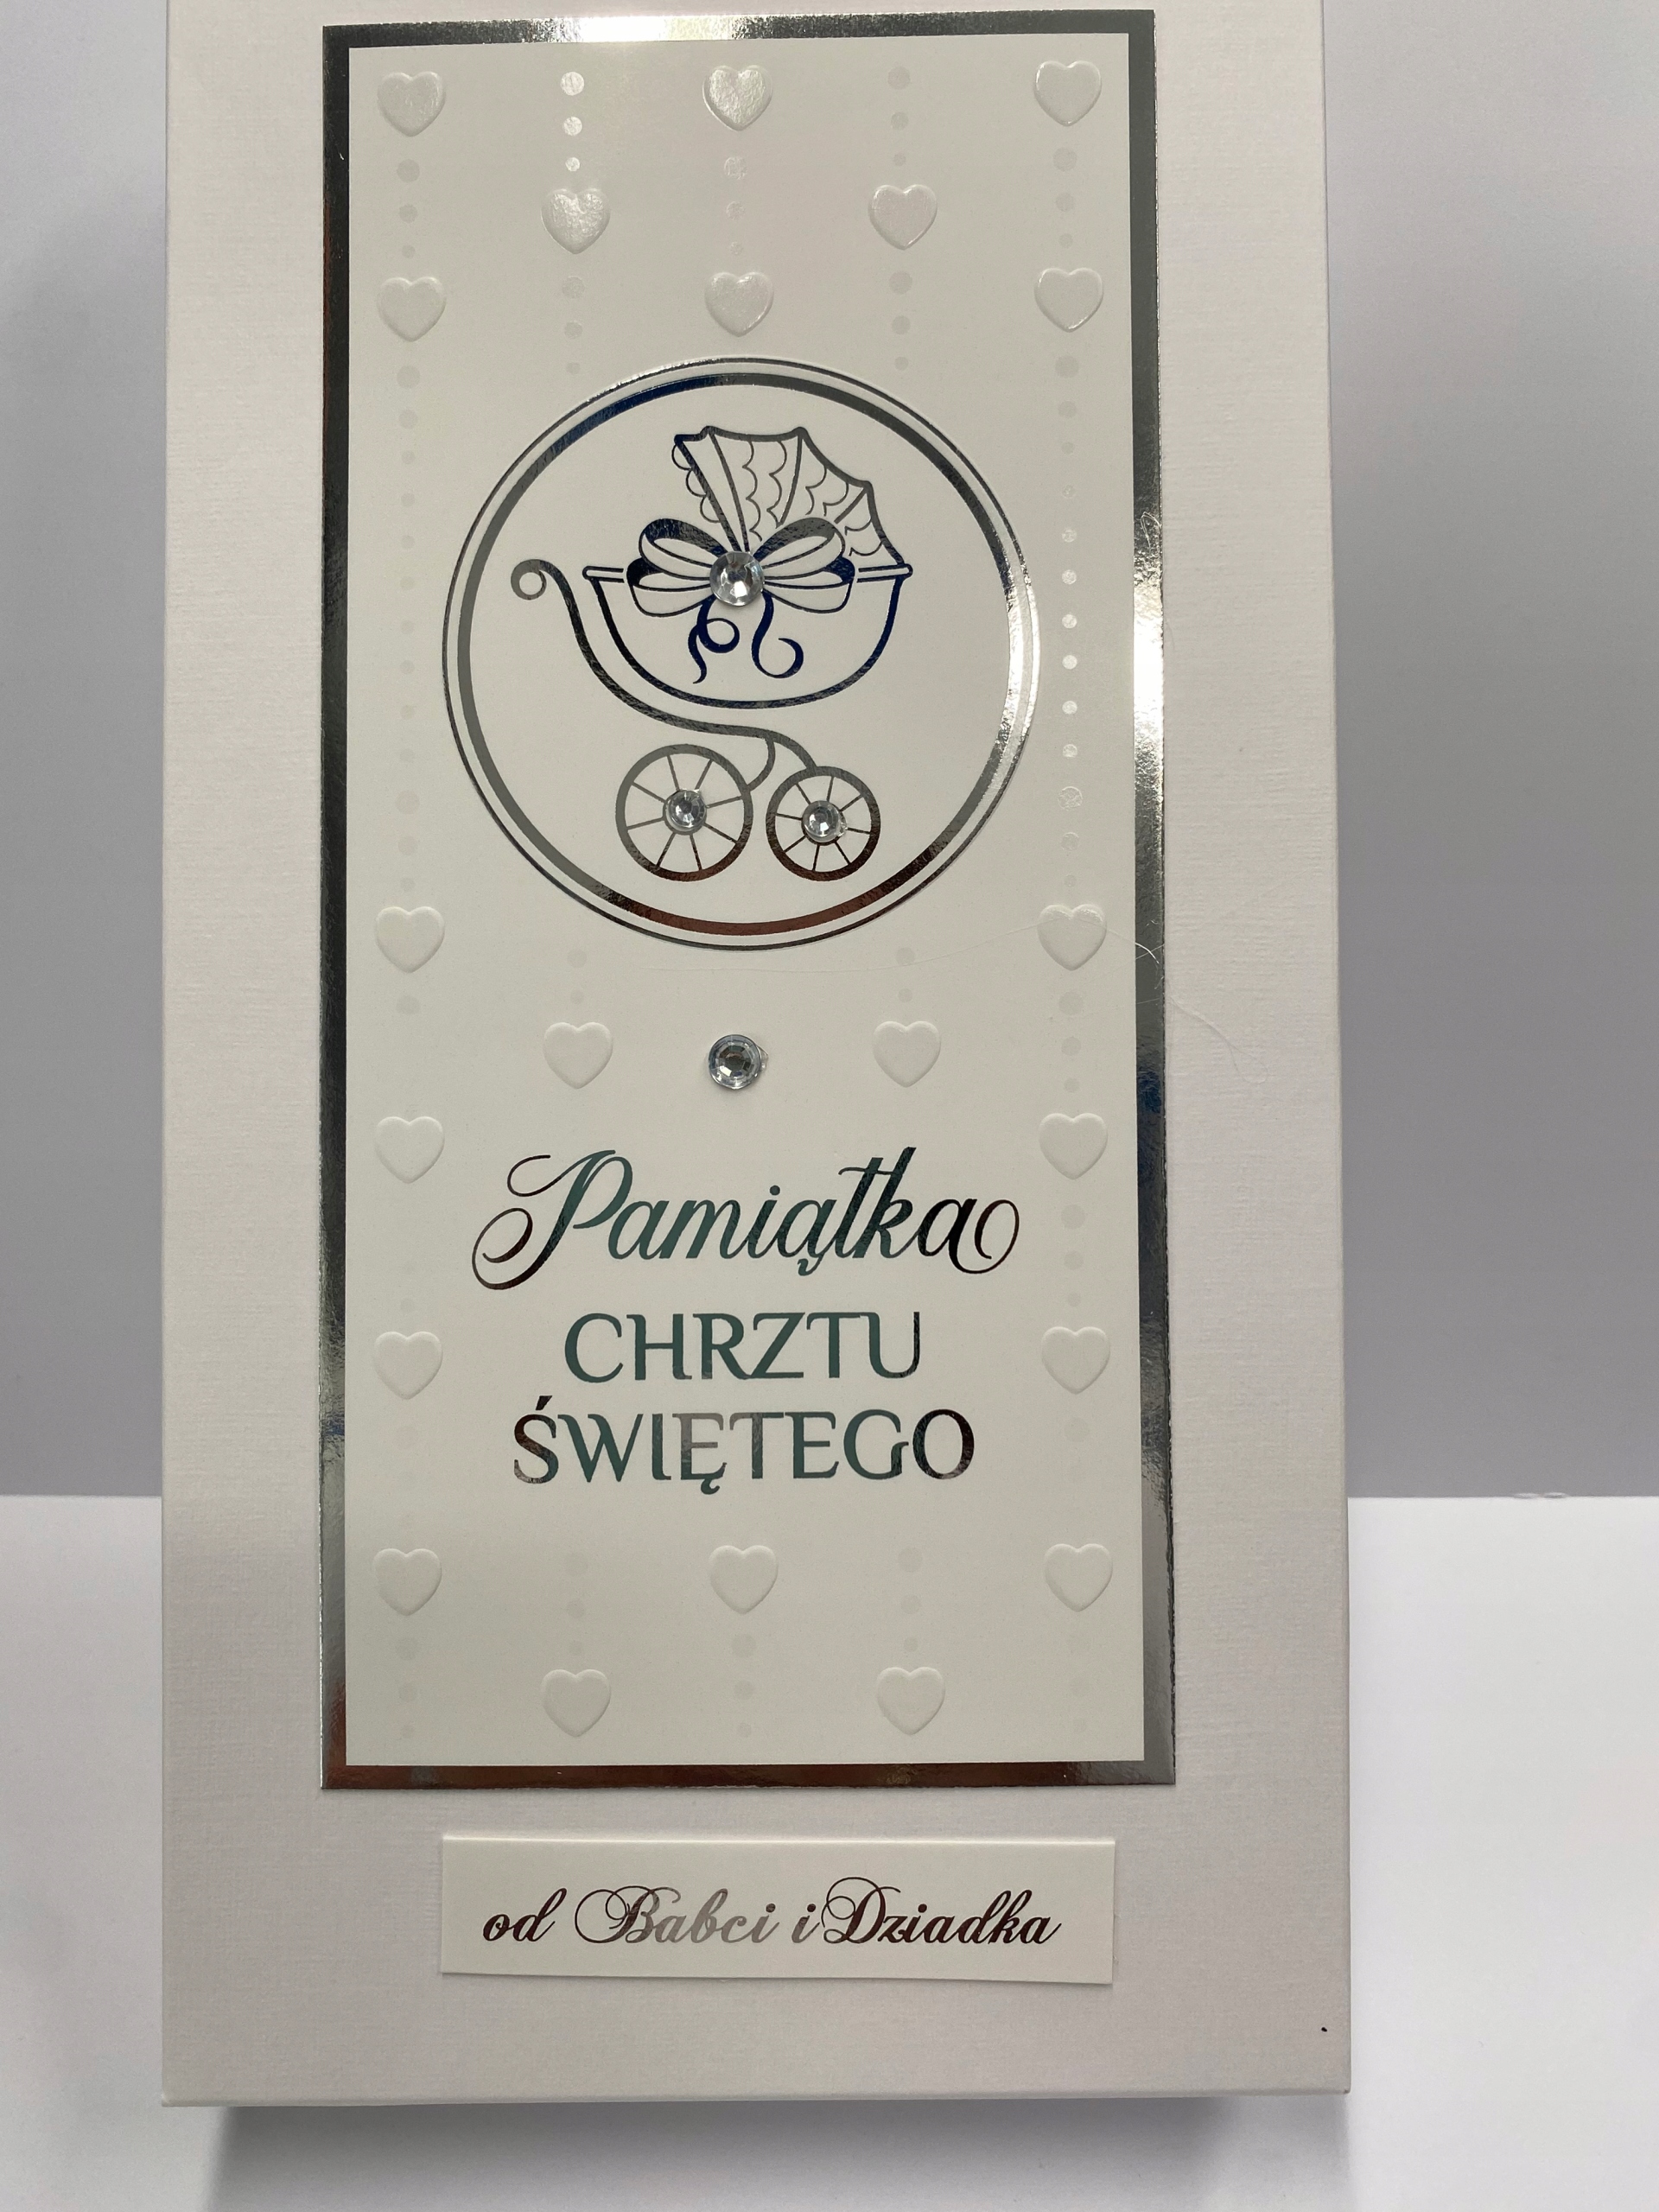 Pamiątka
CHRZTU
ŚWIĘTEGO
od Babci i Dziadka